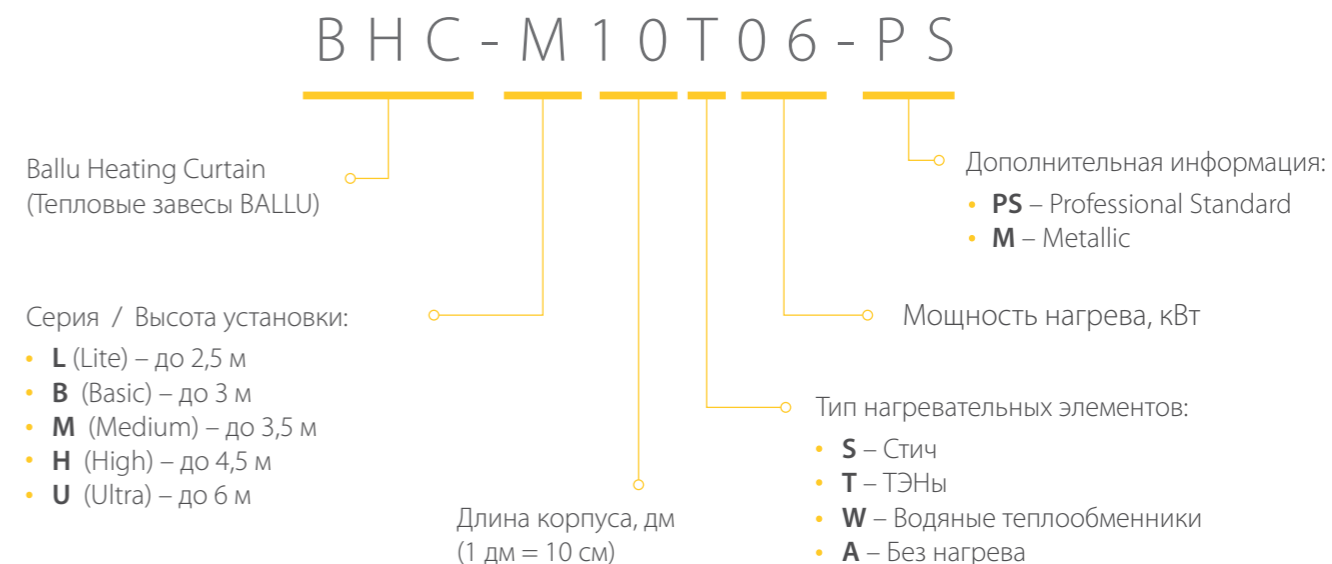 BHC-M10T06-PS
Ballu Heating Curtain
(Тепловые завесы BALLU)
Дополнительная информация:
• PS – Professional Standard
• M – Metallic
Серия / Высота установки:
• L (Lite) – до 2,5 м
• B (Basic) – до 3 м
• M (Medium) – до 3,5 м
• H (High) – до 4,5 м
• U (Ultra) – до 6 м
Мощность нагрева, кВт
Тип нагревательных элементов:
• S – Стич
• T – ТЭНы
• W – Водяные теплообменники
• A – Без нагрева
Длина корпуса, дм
(1 дм = 10 см)